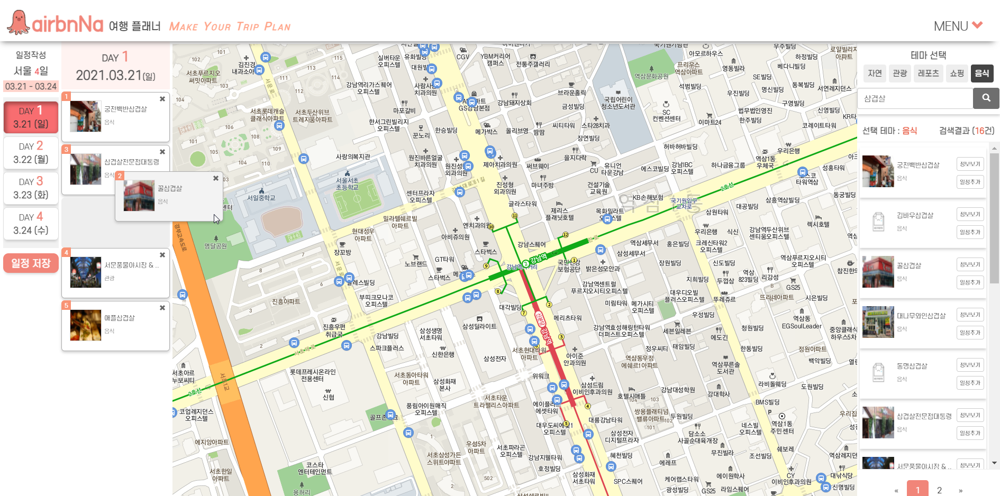 airbnNa 여행 플래너 MAKE YOUR TRIP PLAN
MENU
일정작성
서울 4일
03.21 - 03.24
DAY 1
3.21 (일)
DAY 2
3.22 (월)
DAY 3
3.23 (화)
DAY 4
3.24 (수)
일정 저장
DAY 1
2021.03.21(일)
1
궁전백반삼겹살
음식
3
삼겹살전문점대통령
음식
2
꿀삼겹살
음식
4
서문풍물야시장 & ..
관광
5
애플삼겹살
음식
테마 선택
자연 관광 레포츠 쇼핑 음식
삼겹살
선택 테마 : 음식
검색결과 (16건)
궁전백반삼겹살
음식
정보보기
일정추가
김비우삼겹살
음식
정보보기
일정추가
꿀삼겹살
음식
정보보기
일정추가
대나무와인삼겹살
음식
정보보기
일정추가
동명삼겹살
음식
정보보기
일정추가
삼겹살전문점대통령
음식
정보보기
일정추가
서문풍물야시장 & ..
정보보기
« 1 2 »
김진경
내과소아
서초푸르지오
써밋아파트
실버타운
오피스텔
유화빌딩
대원빌
CGV
YBM커리어
캠퍼스
전통주갤러리
아모르하우스
프리우스
역삼아파트
영동빌라
하정빌딩
베다니빌딩
역삼문화공원
강남역리가스퀘어
오피스텔
석범빌딩
SE빌딩
명신빌딩
동복빌딩
서연레지던스
우진빌딩
구영빌딩
브라운홀릭
국립어린이
청소년도서관
GS강남본점
강남돼지상회
금성빌딩
마포갈비
서초롯데캐슬
클래식아파트
서초두산위브
트레지움아파트
한서그린빌리지
오피스텔
한승빌딩
메가박스
올리브영
땀땀
씨티타워
스타28치과
장연빌딩
SC
컨벤션센터
이마트24
법무법인영진
한주빌딩
신영빌딩
코레이트타워
꾼노리
사랑의복지관
원진바른얼굴
치과의원
제아치과의원
써브웨이
을지다락
CU
유니언
타운강남
허바허바빌딩
강남IBC
오피스텔
에스코빌딩
하나금융그룹
역삼1동
우체국
우리은행
성홍타워
타워역삼
서울서초
초등학교
서일중학교
센터프라자
오피스텔
진성형
외과의원
마녀주방
건설기술
교육원
KB손해보험
글라스타워
제리스
플래닛호텔
목화밀라트
국기원입구
교차로
대공빌딩
삼흥역삼빌딩
동궁빌딩
삼원타워
역삼1동
2호선
명달공원
경부고속도로
밀라텔쉐르빌
아파트
현대성우
아파트
엔치과의원
아비쥬의원
강남스퀘어
스타벅스
장꼬방
노브랜드
GT타워
스타벅스
강남역
강남역사거리
국민건강
보험공단
밝은성모안과
역삼세무서
삼성세무서
홍은빌딩
장원빌딩
우리은행
식신
강남역두산위브
센티움오피스텔
렉시호텔
크레신타워2
오피스텔
신도빌딩
역삼푸르지오시티
오피스텔
지희빌딩
두껍삼
역삼
823빌딩
리강성
GS25
시은빌딩
뜨라네아파트
진흥아파트
부띠크모나코
오피스텔
진흥우편
취급국
강남빌딩
스파크플러스
대각빌딩
삼성딜라이트
메리츠타워
강남역센트럴
푸르지오시티오피스텔
미림타워
메가시티
오피스텔
대우디오빌
플러스오피스텔
뚜레쥬르
우성빌딩
강남역효성해링턴타워
더퍼스트오피스텔
세븐일레븐
에도긴
청원빌딩
역삼동
EGSoulLeader
중앙클래식
하우스5차
삼성생명
서초타워
신한은행
삼성전자
서초현대타워
아파트
위워크
아이준
안과의원
정우씨티
태암빌딩
한동빌딩
정원아파트
백악빌딩
역삼동우정
에쉐르1아파트
역삼푸른솔
도서관
라비돌웨딩
도원빌딩
서초대로
2호선
서초1교
서초아르
누보씨티
롯데프레시온라인
전용센터
신협
서초동아타워
아파트
삼성화재
본사
서초타운
트라팰리스아파트
삼성드림
이비인후과의원
호텔시애틀
강남대성학원
강대학사
BMS빌딩
코업레지던스
오피스텔
풍림아이원매직
오피스텔
에이플러스
에셋타워
쌍용플래티넘
밸류아파트
두원빌딩
역삼1동
주민센터
네스빌
오피스텔
대륭강남타워
삼성전자
디지털프라자
담소소
사골순대육개장
에지앙아파트
우성5차
아파트
서초파라곤
오피스텔
강남지웰타워
호정빌딩
혜천빌딩
에그레프
무진빌라
조선빌딩
쉐보레
서초삼성가든
스위트아파트
서초한일
아파트
코스타
엔터테인먼트
용허리
삼성화재
서초타워
SPC스퀘어
케어랩스타워
광성빌딩
GS25
에이원학사
라임스퀘어
CY
이비인후과의원
대낚식당
신명빌딩